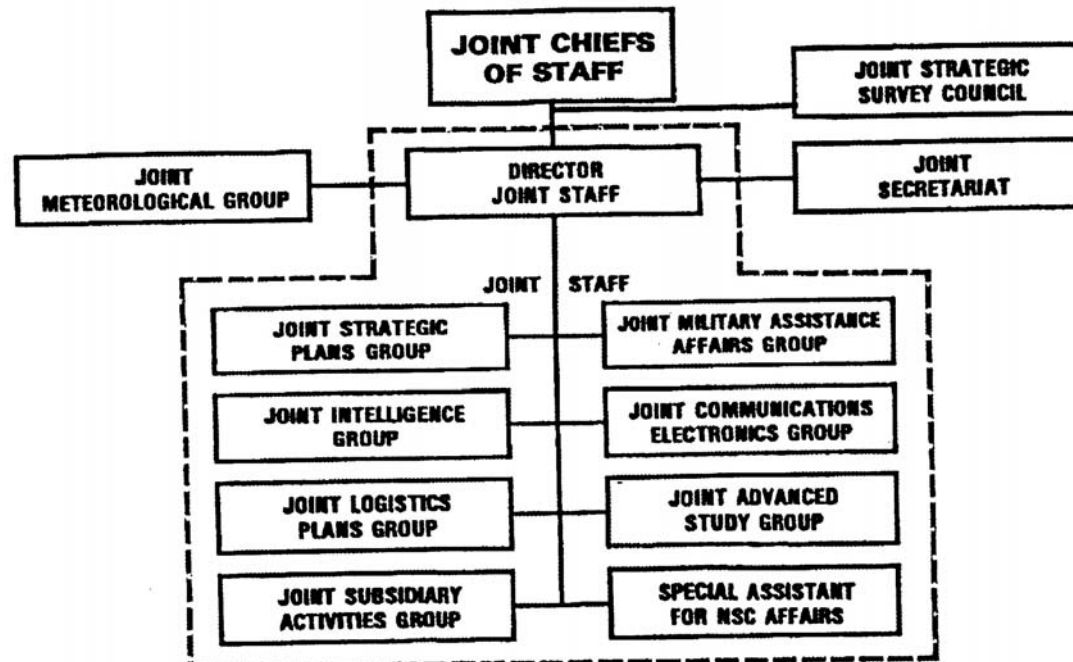 JOINT CHIEFS
OF STAFF
JOINT STRATEGIC
SURVEY COUNCIL
JOINT
METEOROLOGICAL GROUP
DIRECTOR
JOINT STAFF
JOINT
SECRETARIAT
JOINT STAFF
JOINT STRATEGIC
PLANS GROUP
JOINT MILITARY ASSISTANCE
AFFAIRS GROUP
JOINT INTELLIGENCE
GROUP
JOINT COMMUNICATIONS
ELECTRONICS GROUP
JOINT LOGISTICS
PLANS GROUP
JOINT ADVANCED
STUDY GROUP
JOINT SUBSIDIARY
ACTIVITIES GROUP
SPECIAL ASSISTANT
FOR NSC AFFAIRS